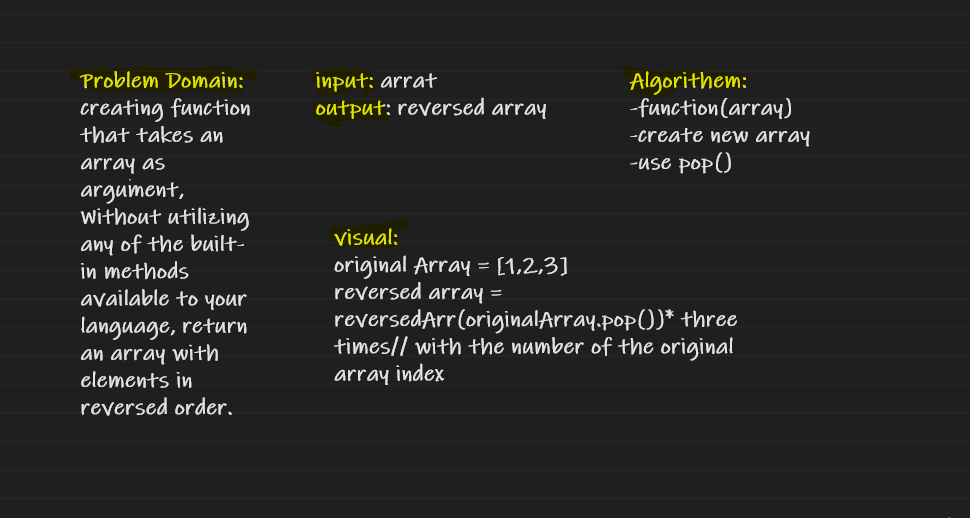 Problem Domain:
creating function
that takes an
array as
argument,
Without utilizing
any of the built-
in methods
available to your
language, return
an array with
elements in
reversed order.
input: arrat
output: reversed array
visual:
original Array = [1,2,3]
reversed array =
reversedArr(originalArray.pop())* three
times// with the number of the original
array index
Algorithem:
-function(array)
-create new array
-use pop()